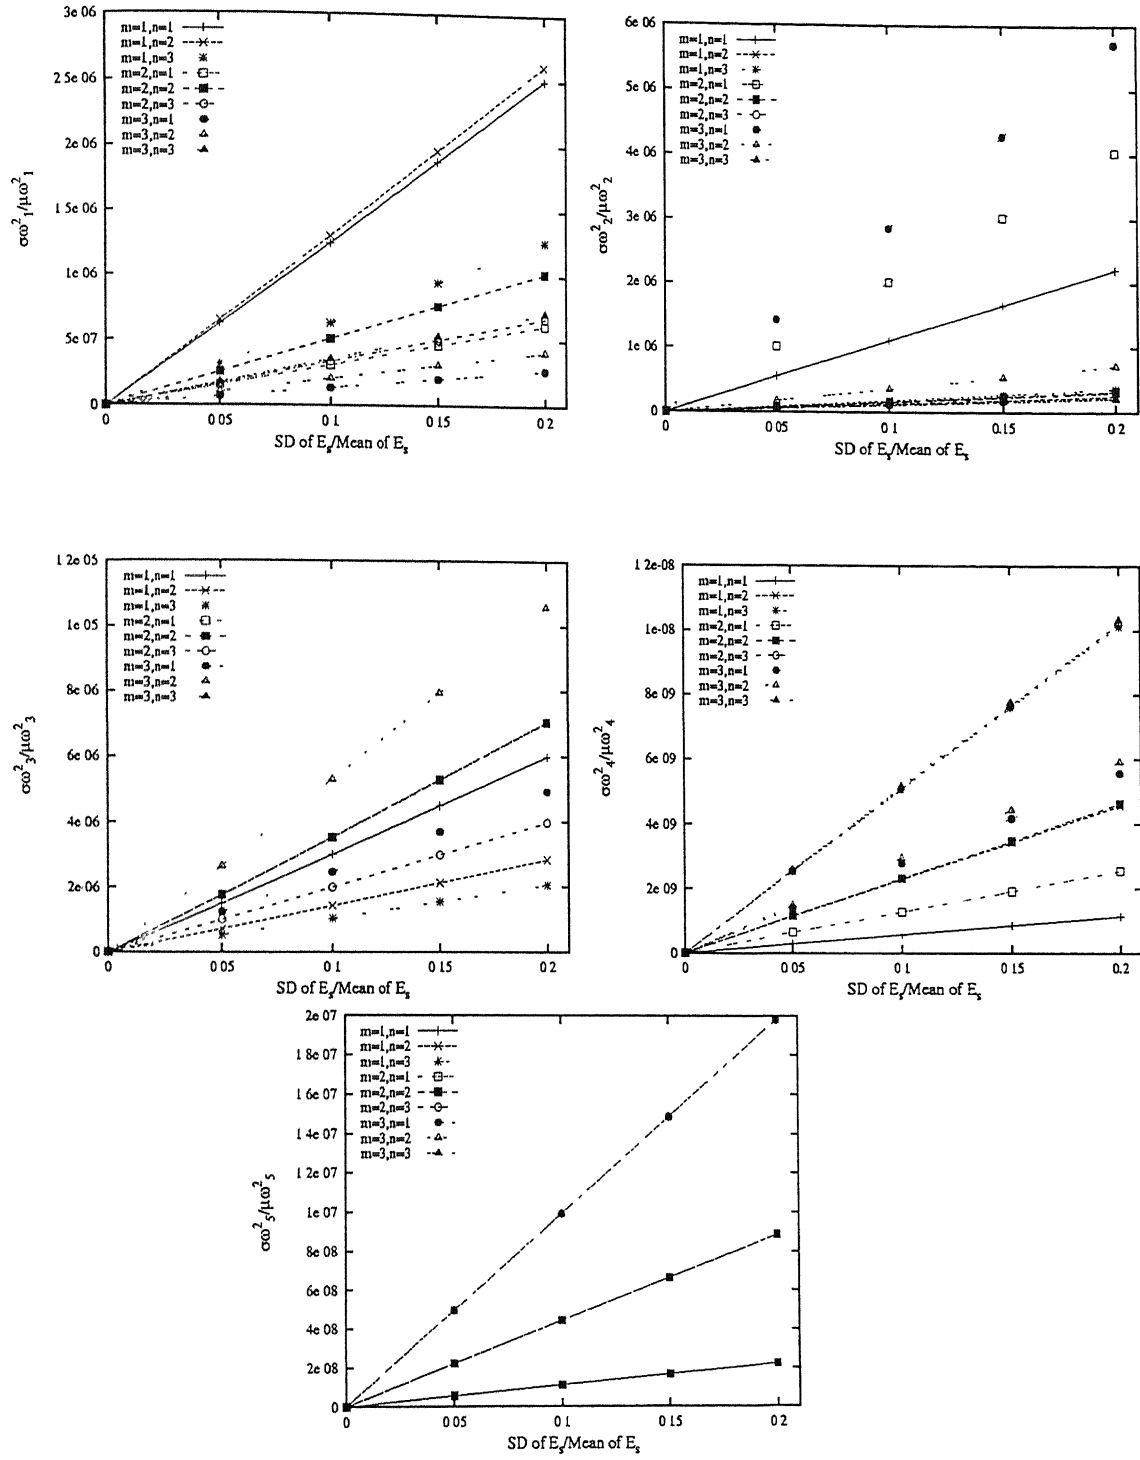 3e 06
2 5e 06
2e 06
1 5e 06
1e 06
5e 07
0
m=1,n=1
m=1,n=2
m=1,n=3
m=2,n=1
m=2,n=2
m=2,n=3
m=3,n=1
m=3,n=2
m=3,n=3
σω²₁/μω²₁
0 0 05 0 1 0 15 0 2
SD of Eₛ/Mean of Eₛ
6e 06
5e 06
4e 06
3e 06
2e 06
1e 06
0
m=1,n=1
m=1,n=2
m=1,n=3
m=2,n=1
m=2,n=2
m=2,n=3
m=3,n=1
m=3,n=2
m=3,n=3
σω²₂/μω²₂
0 0 05 0 1 0 15 0 2
SD of Eₛ/Mean of Eₛ
1 2e 05
1e 05
8e 06
6e 06
4e 06
2e 06
0
m=1,n=1
m=1,n=2
m=1,n=3
m=2,n=1
m=2,n=2
m=2,n=3
m=3,n=1
m=3,n=2
m=3,n=3
σω²₃/μω²₃
0 0 05 0 1 0 15 0 2
SD of Eₛ/Mean of Eₛ
1 2e-08
1e-08
8e 09
6e 09
4e 09
2e 09
0
m=1,n=1
m=1,n=2
m=1,n=3
m=2,n=1
m=2,n=2
m=2,n=3
m=3,n=1
m=3,n=2
m=3,n=3
σω²₄/μω²₄
0 0 05 0 1 0 15 0 2
SD of Eₛ/Mean of Eₛ
2e 07
1 8e 07
1 6e 07
1 4e 07
1 2e 07
1e 07
8e 08
6e 08
4e 08
2e 08
0
m=1,n=1
m=1,n=2
m=1,n=3
m=2,n=1
m=2,n=2
m=2,n=3
m=3,n=1
m=3,n=2
m=3,n=3
σω²₅/μω²₅
0 0 05 0 1 0 15 0 2
SD of Eₛ/Mean of Eₛ